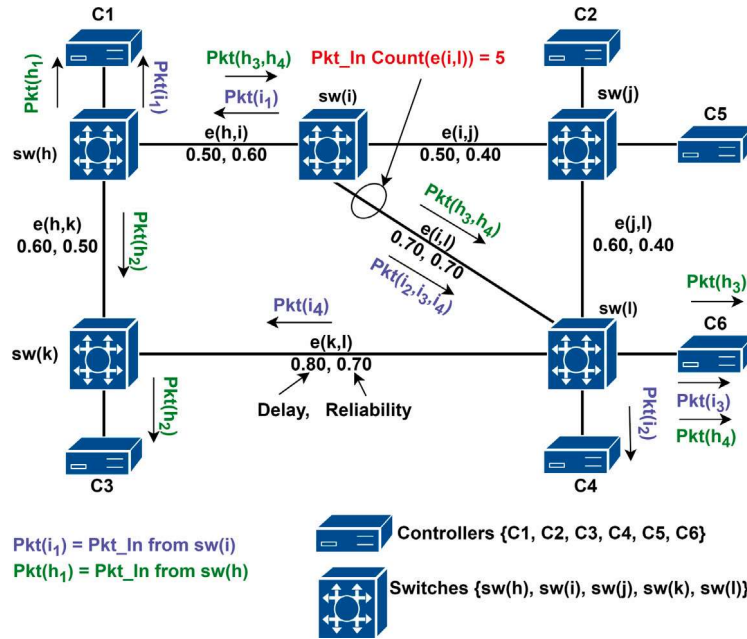 C1
C2
Pkt(h3,h4)
Pkt_In Count(e(i,l)) = 5
Pkt(h1)
Pkt(i1)
Pkt(i1)
sw(i)
sw(j)
C5
sw(h)
e(h,i)
0.50, 0.60
e(i,j)
0.50, 0.40
e(h,k)
0.60, 0.50
Pkt(h2)
Pkt(h3,h4)
e(i,l)
0.70, 0.70
Pkt(i2,i3,i4)
e(j,l)
0.60, 0.40
Pkt(h3)
sw(l)
Pkt(i4)
sw(k)
e(k,l)
0.80, 0.70
C6
Delay, Reliability
Pkt(h2)
Pkt(i2)
Pkt(i3)
Pkt(h4)
C3
C4
Pkt(i1) = Pkt_In from sw(i)
Pkt(h1) = Pkt_In from sw(h)
Controllers {C1, C2, C3, C4, C5, C6}
Switches {sw(h), sw(i), sw(j), sw(k), sw(l)}